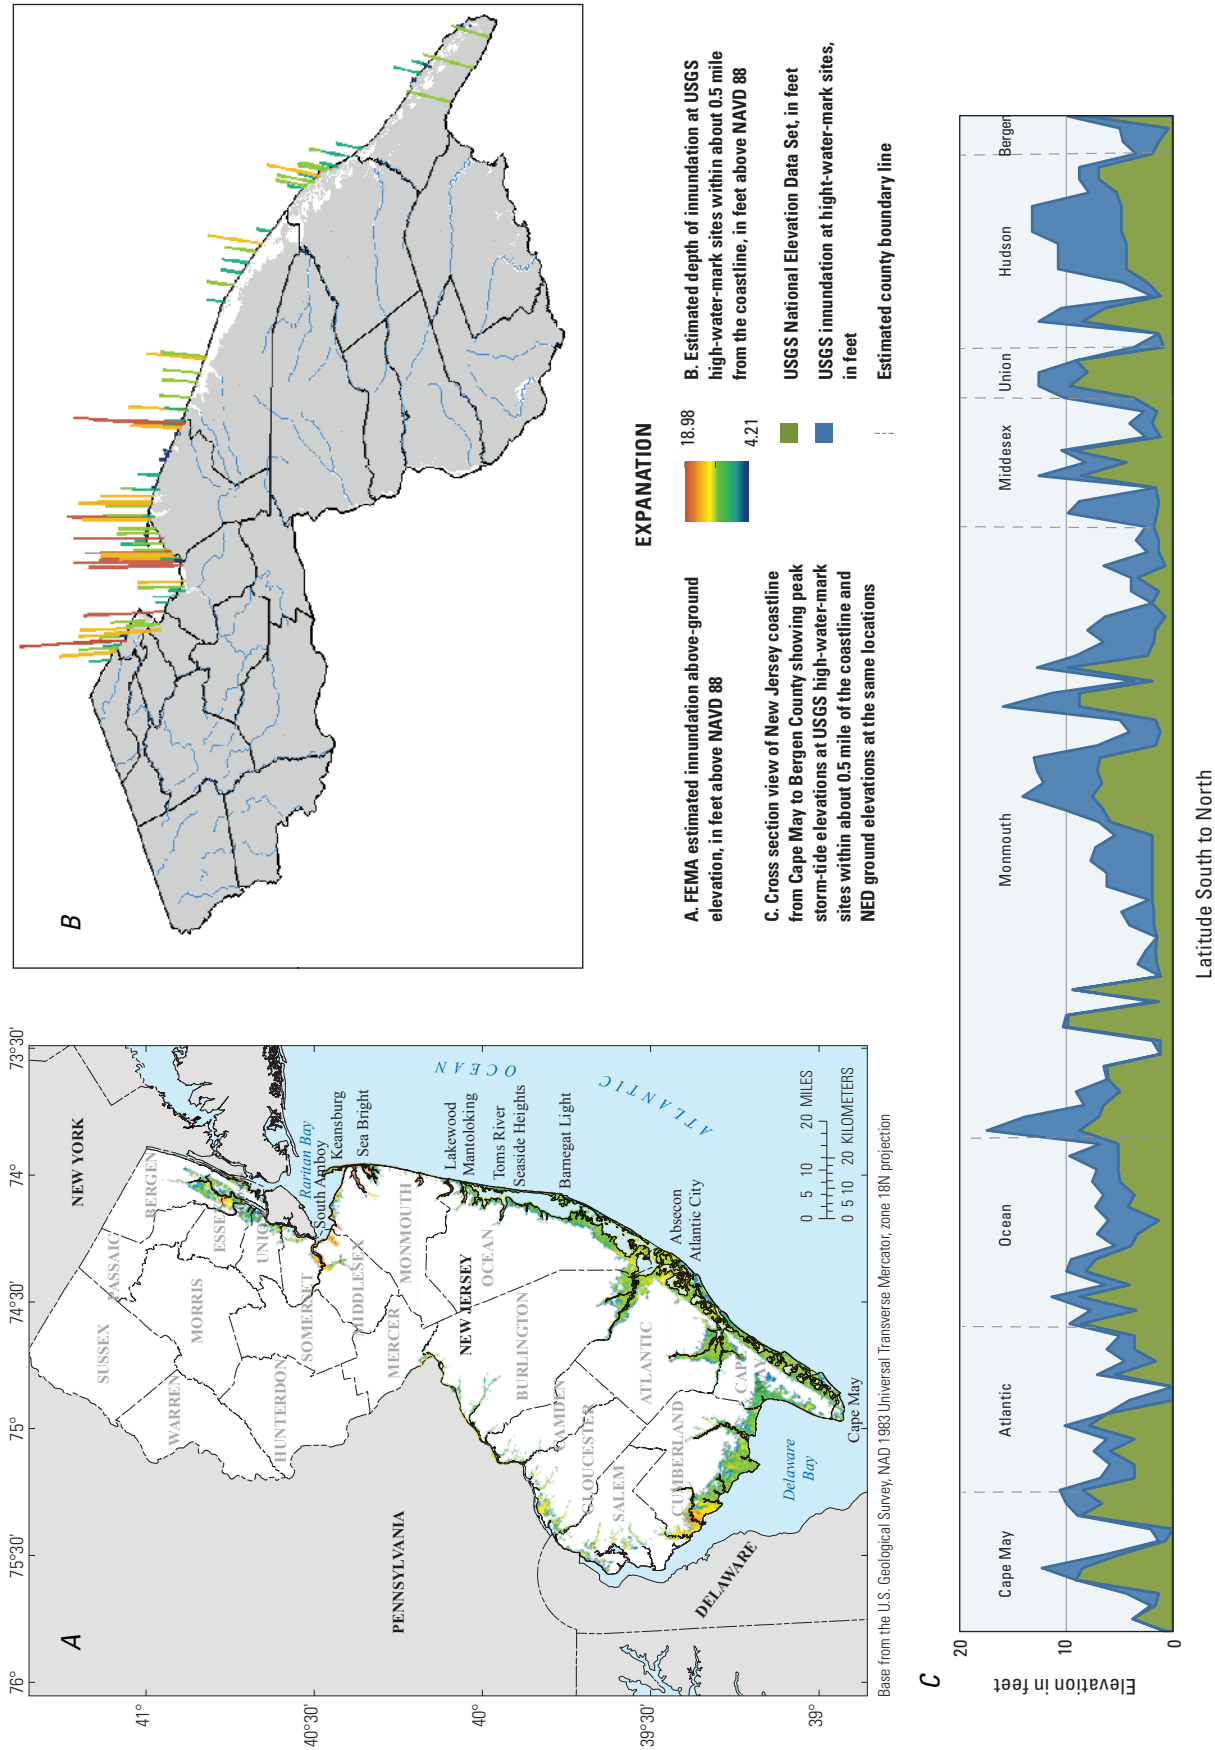 A
76°
75°30'
75°
74°30'
74°
73°30'
41°
40°30'
40°
39°30'
39°
NEW YORK
PENNSYLVANIA
NEW JERSEY
DELAWARE
SUSSEX
PASSAIC
BERGEN
WARREN
MORRIS
ESSE
UNIO
HUNTERDON
SOMERSET
MIDDLESEX
MERCER
MONMOUTH
OCEAN
BURLINGTON
CAMDEN
GLOUCESTER
ATLANTIC
SALEM
CUMBERLAND
CAPE
MAY
Raritan Bay
South Amboy
Keansburg
Sea Bright
Lakewood
Mantoloking
Toms River
Seaside Heights
Barnegat Light
Absecon
Atlantic City
Cape May
Delaware
Bay
ATLANTIC
OCEAN
0 5 10 20 MILES
0 5 10 20 KILOMETERS
Base from the U.S. Geological Survey, NAD 1983 Universal Transverse Mercator, zone 18N projection
B
EXPANATION
A. FEMA estimated innundation above-ground
elevation, in feet above NAVD 88
C. Cross section view of New Jersey coastline
from Cape May to Bergen County showing peak
storm-tide elevations at USGS high-water-mark
sites within about 0.5 mile of the coastline and
NED ground elevations at the same locations
18.98
4.21
B. Estimated depth of innundation at USGS
high-water-mark sites within about 0.5 mile
from the coastline, in feet above NAVD 88
USGS National Elevation Data Set, in feet
USGS innundation at hight-water-mark sites,
in feet
Estimated county boundary line
C
Elevation in feet
20
10
0
Cape May
Atlantic
Ocean
Monmouth
Middesex
Union
Hudson
Bergen
Latitude South to North